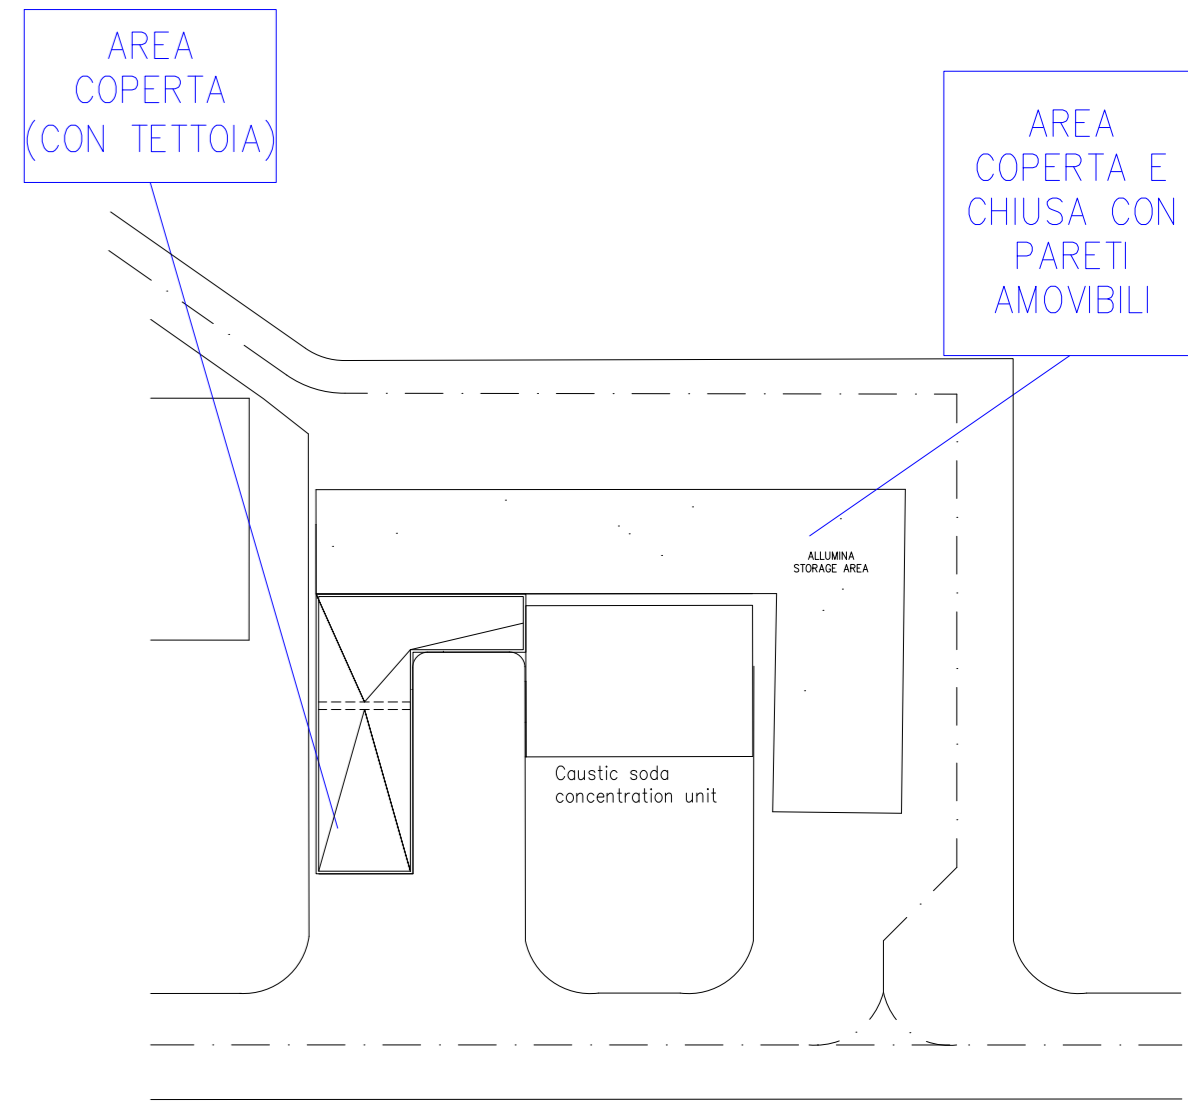 AREA
COPERTA
(CON TETTOIA)
AREA
COPERTA E
CHIUSA CON
PARETI
AMOVIBILI
ALLUMINA
STORAGE AREA
Caustic soda
concentration unit